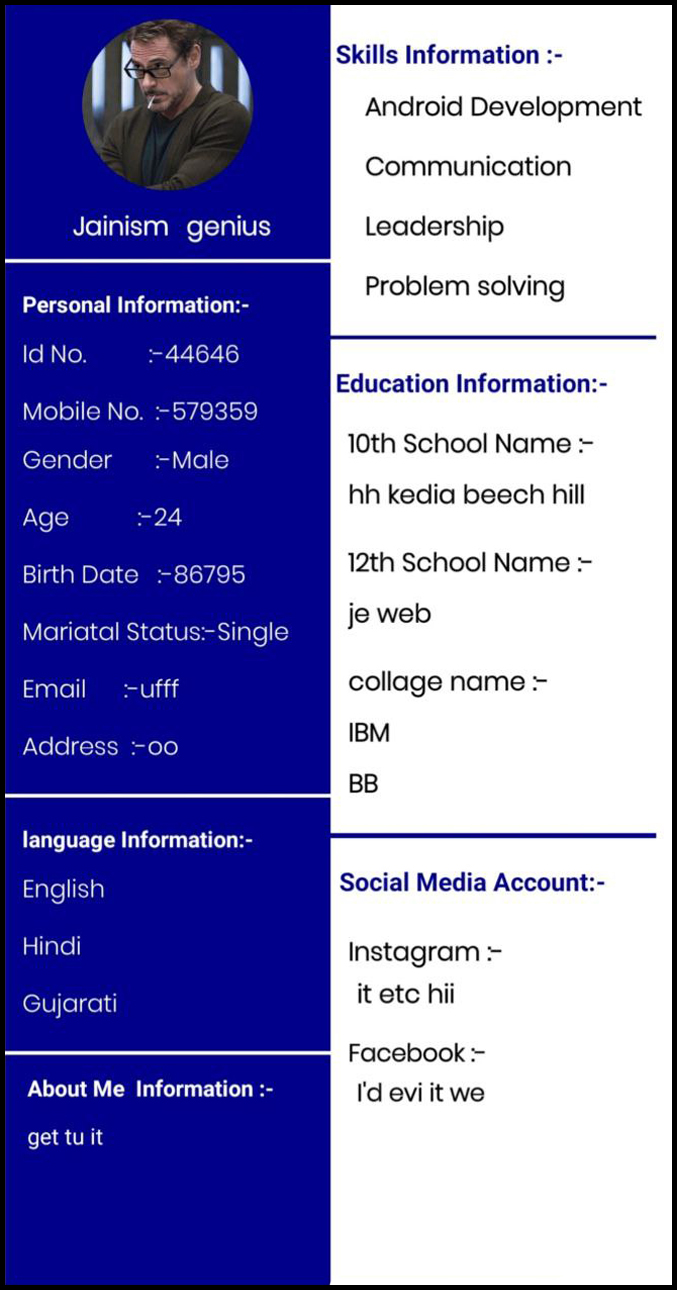 Jainism genius
Personal Information:-
Id No. :-44646
Mobile No. :-579359
Gender :-Male
Age :-24
Birth Date :-86795
Mariatal Status:-Single
Email :-ufff
Address :-oo
language Information:-
English
Hindi
Gujarati
About Me Information :-
get tu it
Skills Information :-
Android Development
Communication
Leadership
Problem solving
Education Information:-
10th School Name :-
hh kedia beech hill
12th School Name :-
je web
collage name :-
IBM
BB
Social Media Account:-
Instagram :-
it etc hii
Facebook :-
I'd evi it we